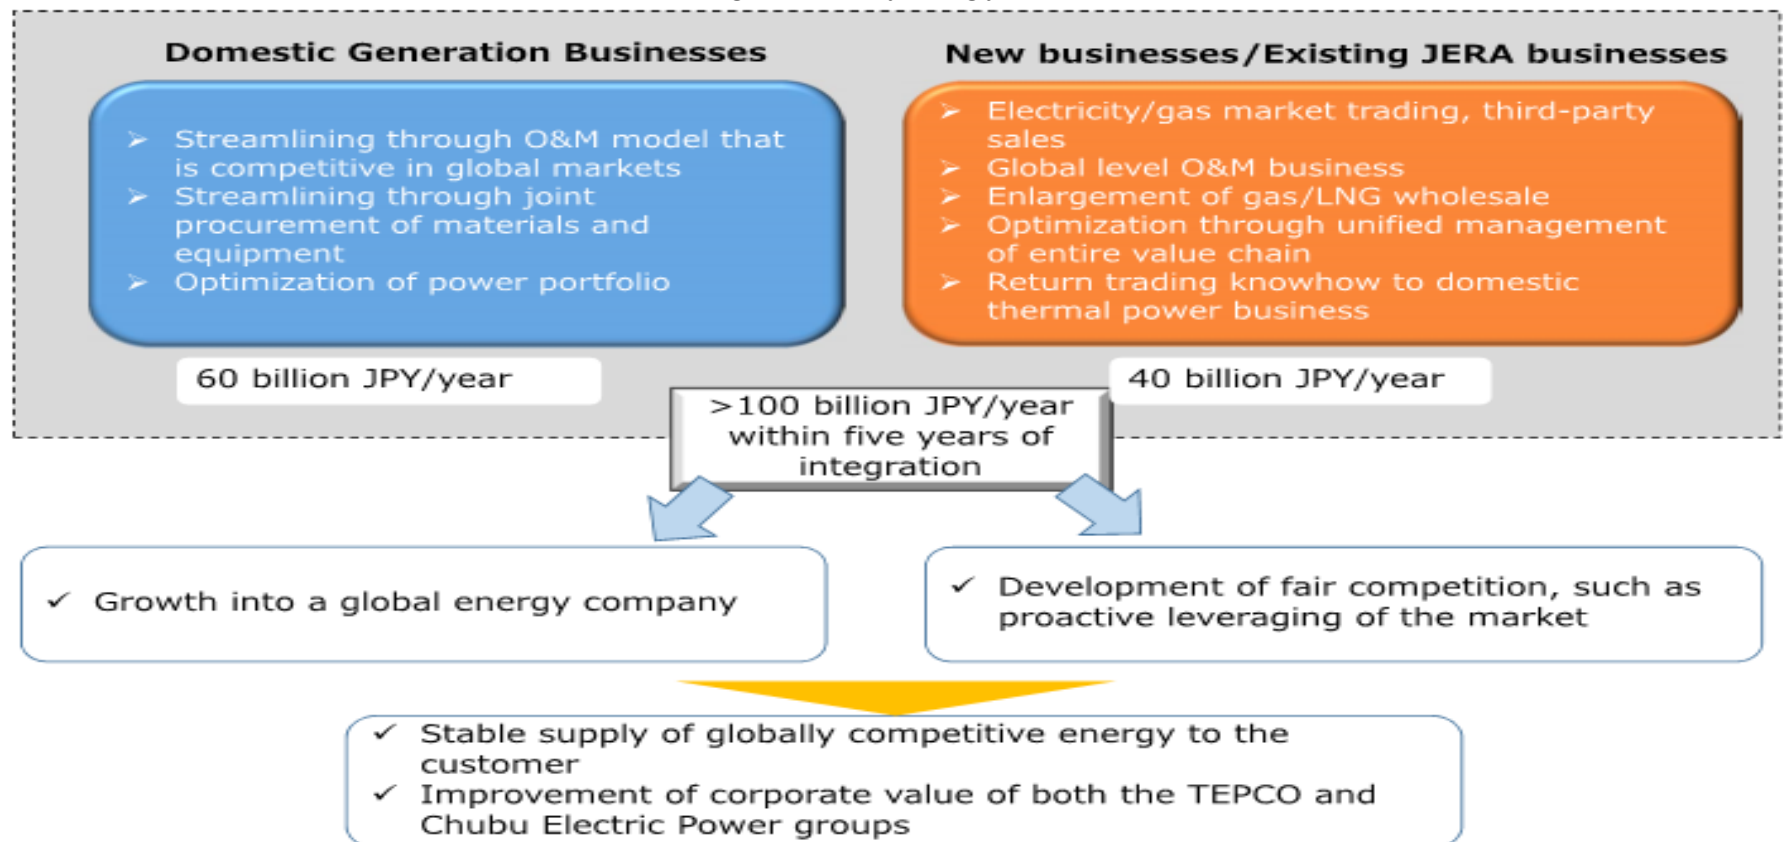 Domestic Generation Businesses
➢ Streamlining through O&M model that
is competitive in global markets
➢ Streamlining through joint
procurement of materials and
equipment
➢ Optimization of power portfolio
60 billion JPY/year
New businesses/Existing JERA businesses
➢ Electricity/gas market trading, third-party
sales
➢ Global level O&M business
➢ Enlargement of gas/LNG wholesale
➢ Optimization through unified management
of entire value chain
➢ Return trading knowhow to domestic
thermal power business
40 billion JPY/year
>100 billion JPY/year
within five years of
integration
✓ Growth into a global energy company
✓ Development of fair competition, such as
proactive leveraging of the market
✓ Stable supply of globally competitive energy to the
customer
✓ Improvement of corporate value of both the TEPCO and
Chubu Electric Power groups